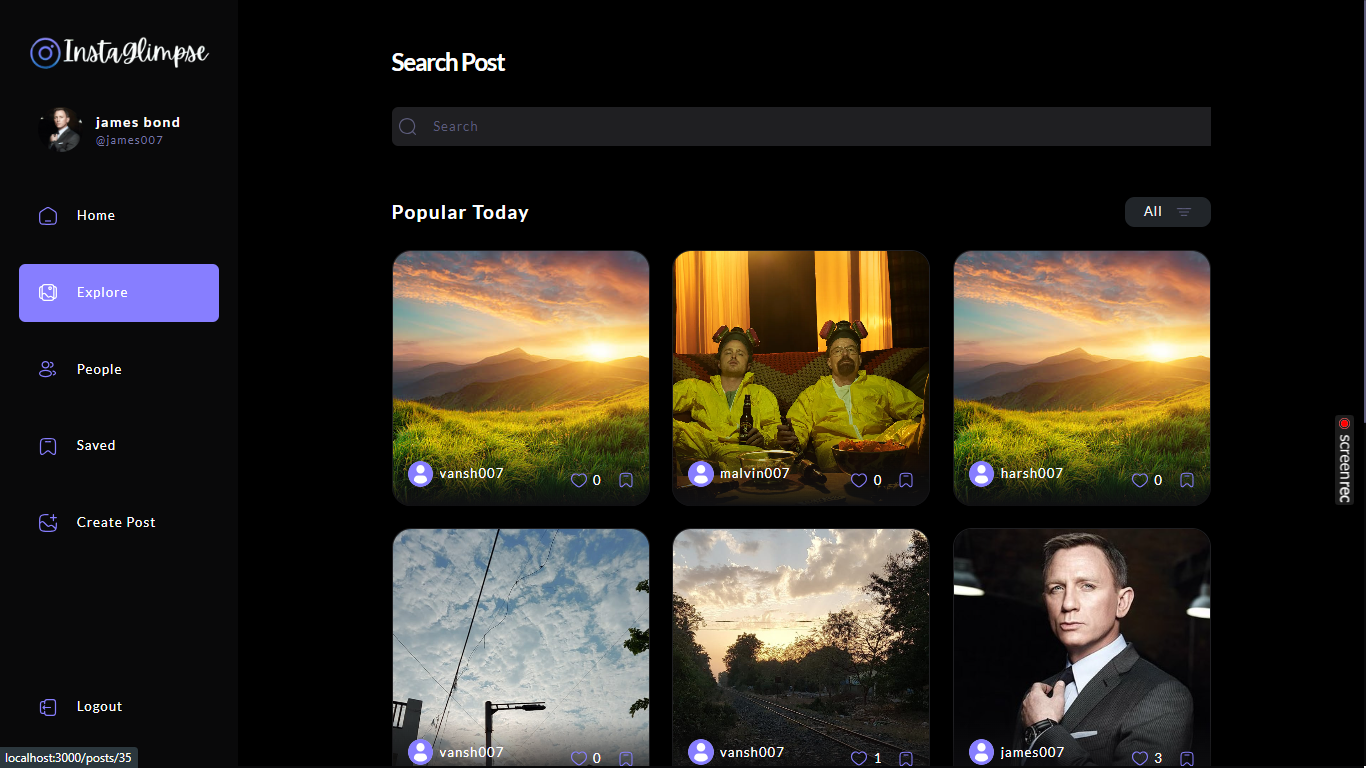 InstaGlimpse
james bond
@james007
Home
Explore
People
Saved
Create Post
Logout
localhost:3000/posts/35
Search Post
Search
Popular Today
All
vansh007 0
malvin007 0
harsh007 0
vansh007 0
vansh007 1
james007 3
screenrec